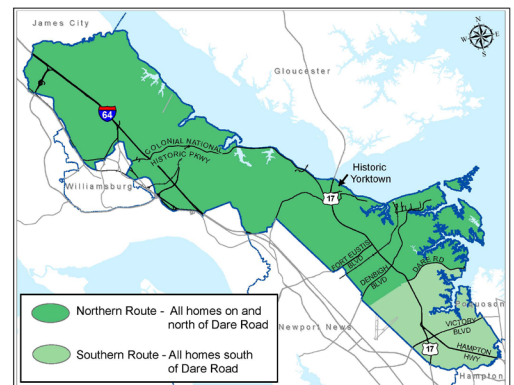 James City
N
W E
S
Gloucester
64
COLONIAL NATIONAL
HISTORIC PKWY
Historic
Yorktown
Williamsburg
17
FORT EUSTIS
BLVD
DENBIGH
BLVD
DARE RD
Poquoson
Newport News
VICTORY
BLVD
HAMPTON
HWY
17
Hampton
Northern Route - All homes on and
north of Dare Road
Southern Route - All homes south
of Dare Road